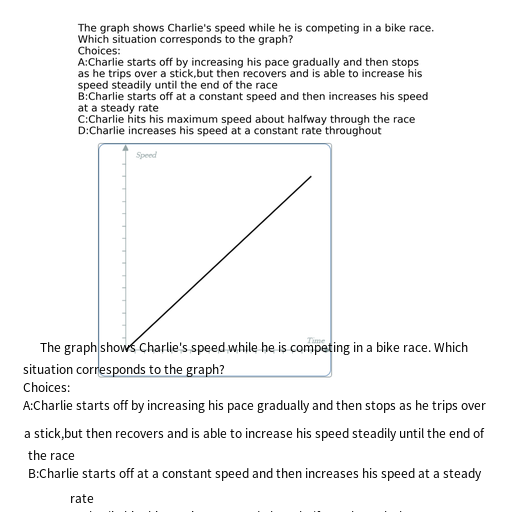 The graph shows Charlie's speed while he is competing in a bike race.
Which situation corresponds to the graph?
Choices:
A:Charlie starts off by increasing his pace gradually and then stops
as he trips over a stick,but then recovers and is able to increase his
speed steadily until the end of the race
B:Charlie starts off at a constant speed and then increases his speed
at a steady rate
C:Charlie hits his maximum speed about halfway through the race
D:Charlie increases his speed at a constant rate throughout
Speed
Time
The graph shows Charlie's speed while he is competing in a bike race. Which
situation corresponds to the graph?
Choices:
A:Charlie starts off by increasing his pace gradually and then stops as he trips over
a stick,but then recovers and is able to increase his speed steadily until the end of
the race
B:Charlie starts off at a constant speed and then increases his speed at a steady
rate